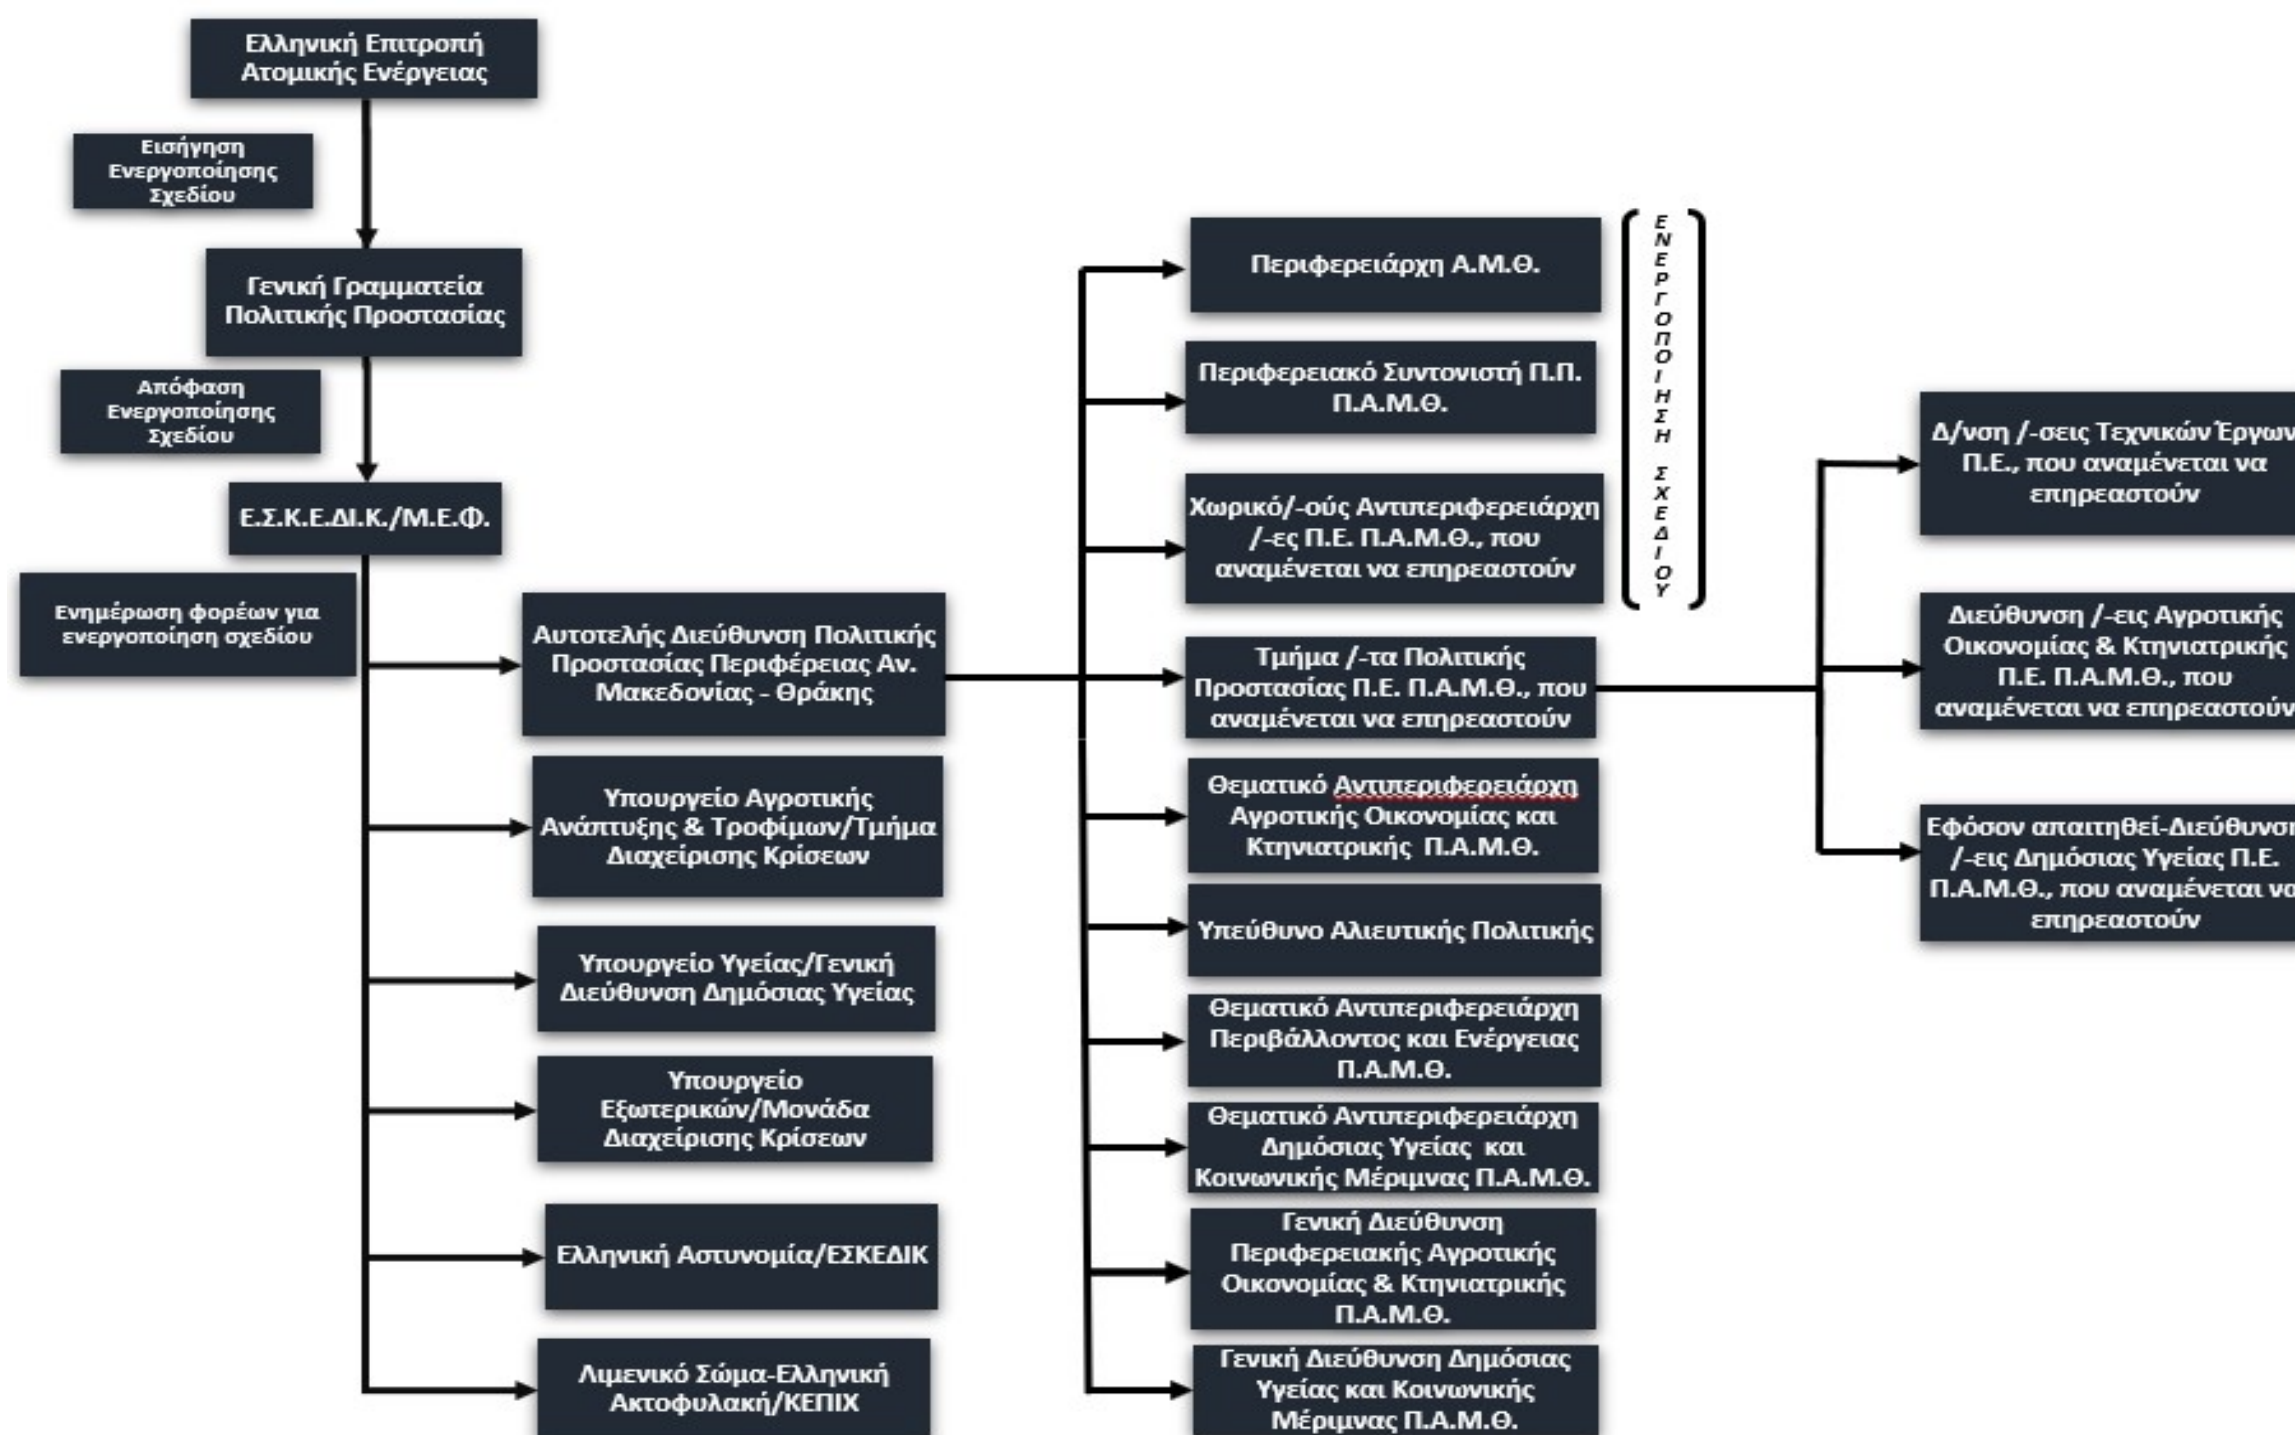 Ελληνική Επιτροπή
Ατομικής Ενέργειας
Εισήγηση
Ενεργοποίησης
Σχεδίου
Γενική Γραμματεία
Πολιτικής Προστασίας
Απόφαση
Ενεργοποίησης
Σχεδίου
Ε.Σ.Κ.Ε.ΔΙ.Κ./Μ.Ε.Φ.
Ενημέρωση φορέων για
ενεργοποίηση σχεδίου
Αυτοτελής Διεύθυνση Πολιτικής
Προστασίας Περιφέρειας Αν.
Μακεδονίας - Θράκης
Υπουργείο Αγροτικής
Ανάπτυξης & Τροφίμων/Τμήμα
Διαχείρισης Κρίσεων
Υπουργείο Υγείας/Γενική
Διεύθυνση Δημόσιας Υγείας
Υπουργείο
Εξωτερικών/Μονάδα
Διαχείρισης Κρίσεων
Ελληνική Αστυνομία/ΕΣΚΕΔΙΚ
Λιμενικό Σώμα-Ελληνική
Ακτοφυλακή/ΚΕΠΙΧ
Περιφερειάρχη Α.Μ.Θ.
Περιφερειακό Συντονιστή Π.Π.
Π.Α.Μ.Θ.
Χωρικό/-ούς Αντιπεριφερειάρχη
/-ες Π.Ε. Π.Α.Μ.Θ., που
αναμένεται να επηρεαστούν
ΕΝΕΡΓΟΠΟΙΗΣΗ ΣΧΕΔΙΟΥ
Τμήμα /-τα Πολιτικής
Προστασίας Π.Ε. Π.Α.Μ.Θ., που
αναμένεται να επηρεαστούν
Θεματικό Αντιπεριφερειάρχη
Αγροτικής Οικονομίας και
Κτηνιατρικής Π.Α.Μ.Θ.
Υπεύθυνο Αλιευτικής Πολιτικής
Θεματικό Αντιπεριφερειάρχη
Περιβάλλοντος και Ενέργειας
Π.Α.Μ.Θ.
Θεματικό Αντιπεριφερειάρχη
Δημόσιας Υγείας και
Κοινωνικής Μέριμνας Π.Α.Μ.Θ.
Γενική Διεύθυνση
Περιφερειακής Αγροτικής
Οικονομίας & Κτηνιατρικής
Π.Α.Μ.Θ.
Γενική Διεύθυνση Δημόσιας
Υγείας και Κοινωνικής
Μέριμνας Π.Α.Μ.Θ.
Δ/νση /-σεις Τεχνικών Έργων
Π.Ε., που αναμένεται να
επηρεαστούν
Διεύθυνση /-εις Αγροτικής
Οικονομίας & Κτηνιατρικής
Π.Ε. Π.Α.Μ.Θ., που
αναμένεται να επηρεαστούν
Εφόσον απαιτηθεί-Διεύθυνση
/-εις Δημόσιας Υγείας Π.Ε.
Π.Α.Μ.Θ., που αναμένεται να
επηρεαστούν